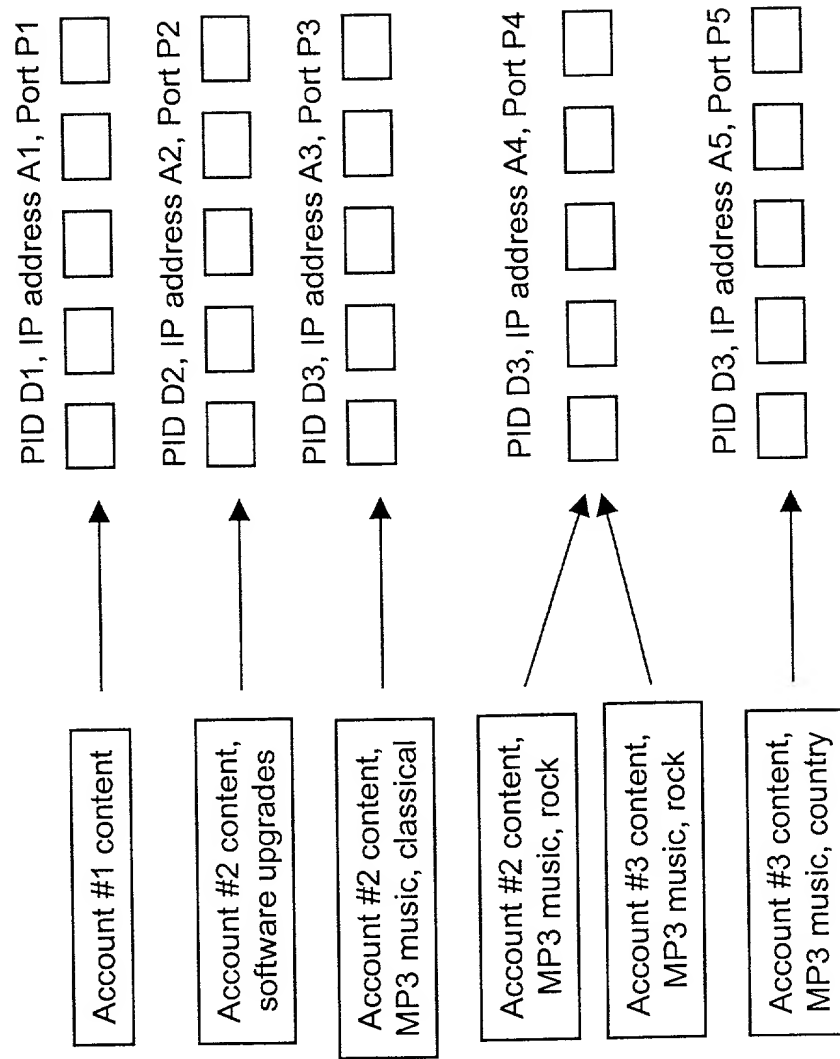 Account #1 content
PID D1, IP address A1, Port P1
Account #2 content,
software upgrades
PID D2, IP address A2, Port P2
Account #2 content,
MP3 music, classical
PID D3, IP address A3, Port P3
Account #2 content,
MP3 music, rock
Account #3 content,
MP3 music, rock
PID D3, IP address A4, Port P4
Account #3 content,
MP3 music, country
PID D3, IP address A5, Port P5